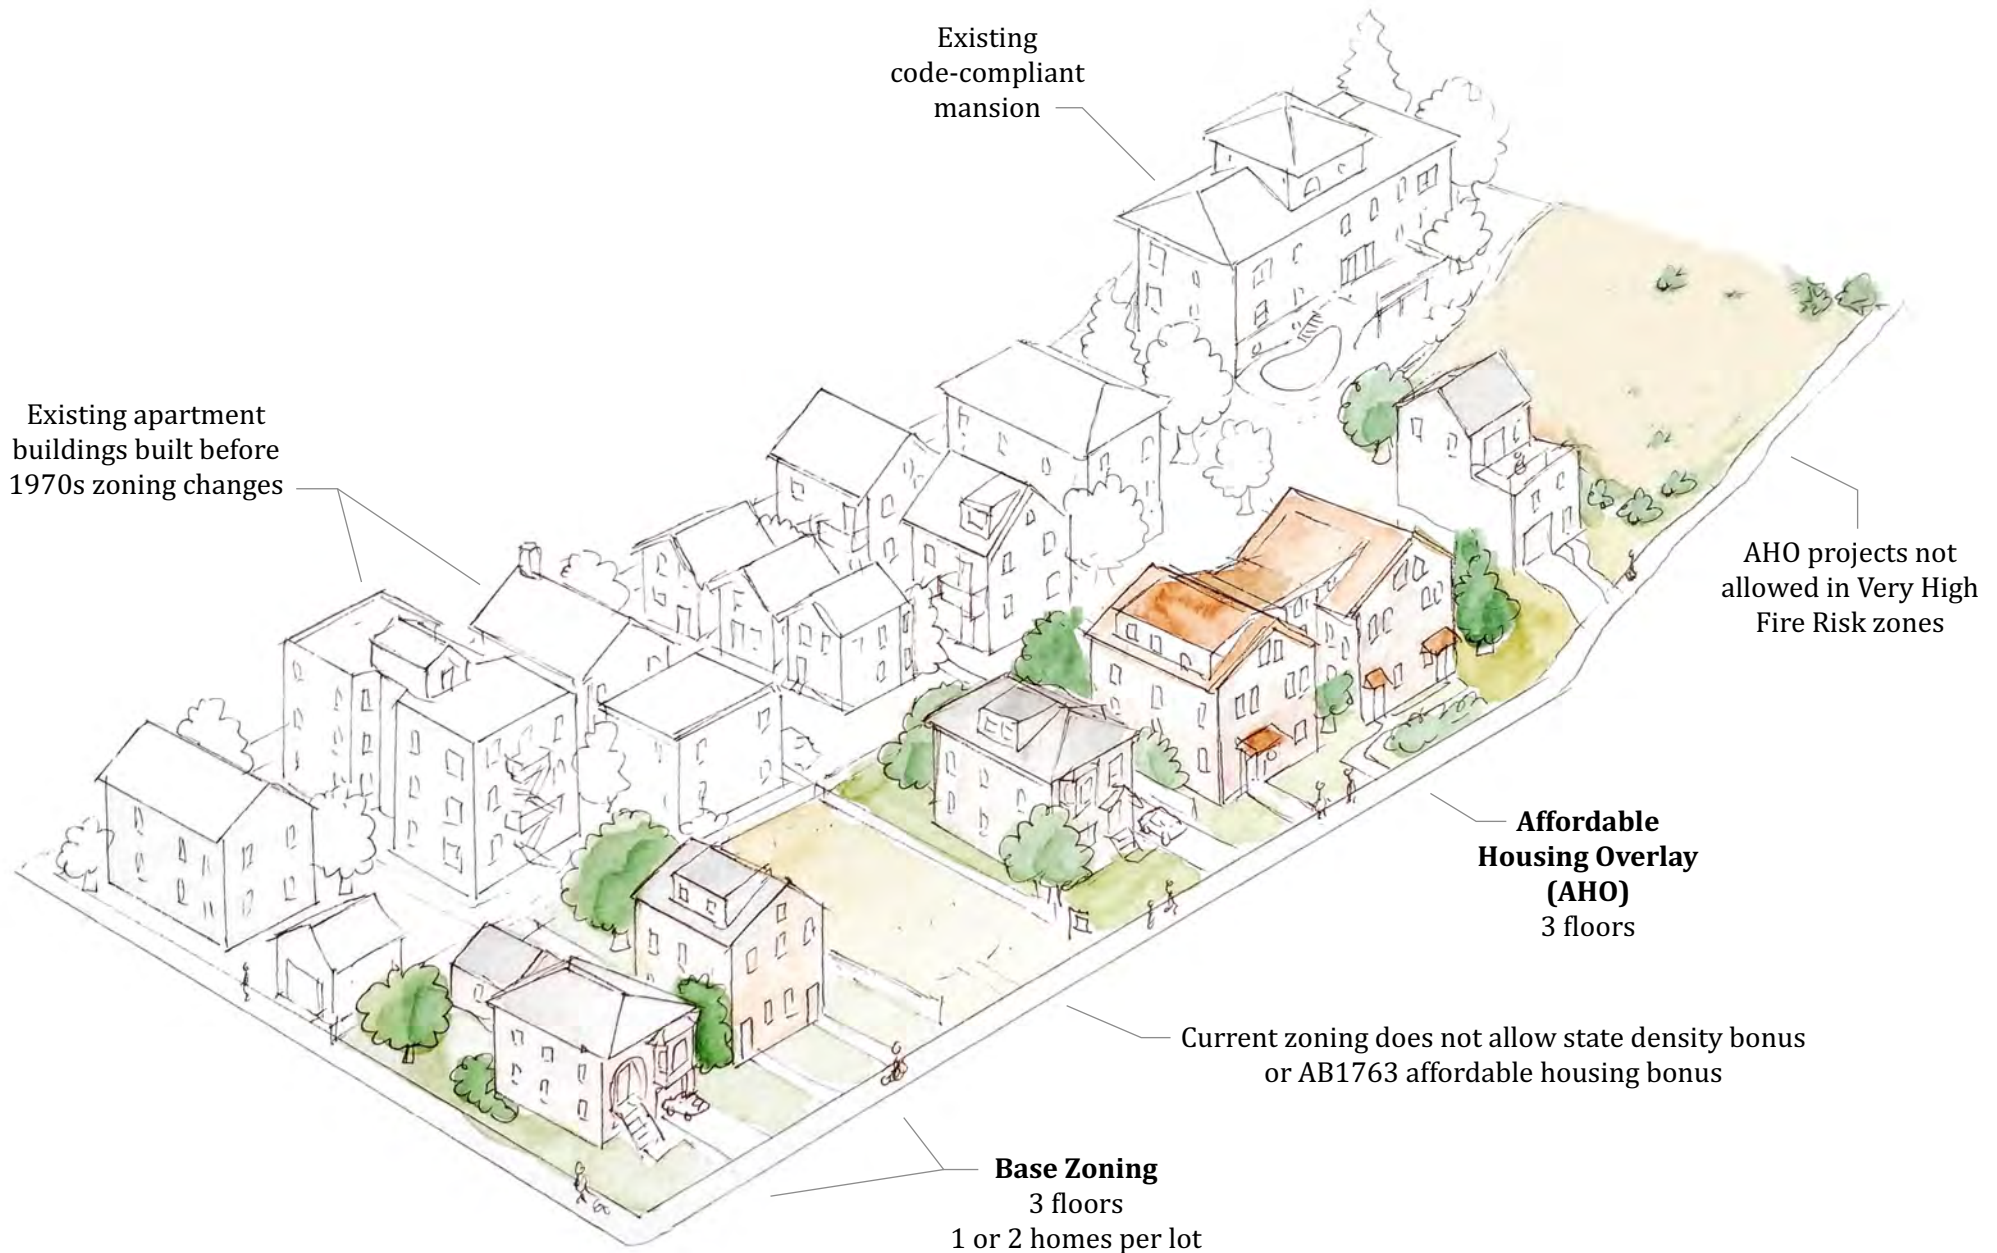 Existing
code-compliant
mansion
Existing apartment
buildings built before
1970s zoning changes
AHO projects not
allowed in Very High
Fire Risk zones
Affordable
Housing Overlay
(AHO)
3 floors
Current zoning does not allow state density bonus
or AB1763 affordable housing bonus
Base Zoning
3 floors
1 or 2 homes per lot